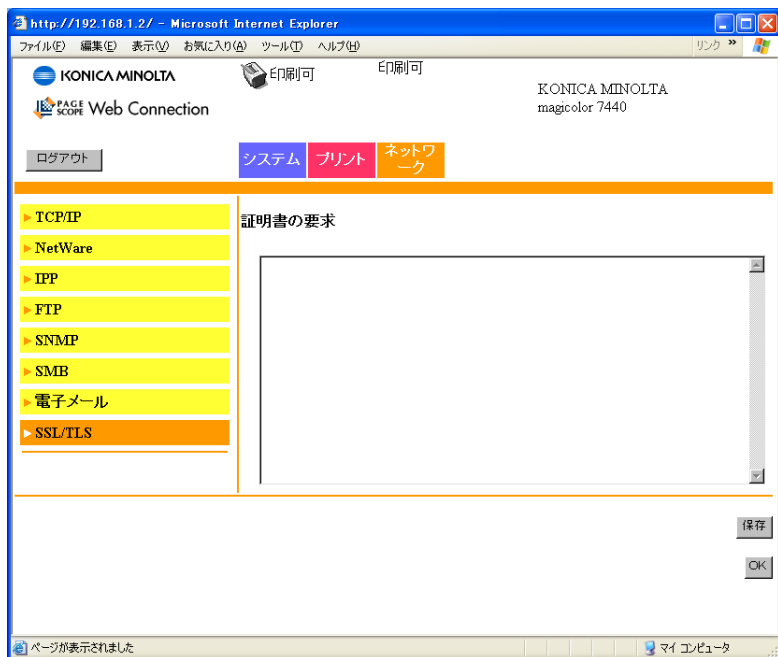 http://192.168.1.2/ - Microsoft Internet Explorer
ファイル(F) 編集(E) 表示(V) お気に入り(A) ツール(T) ヘルプ(H) リンク »
KONICA MINOLTA 印刷可 印刷可
KONICA MINOLTA
PAGE SCOPE Web Connection
magicolor 7440
ログアウト システム プリント ネットワ
ーク
TCP/IP
証明書の要求
NetWare
IPP
FTP
SNMP
SMB
電子メール
SSL/TLS
保存
OK
ページが表示されました マイ コンピュータ